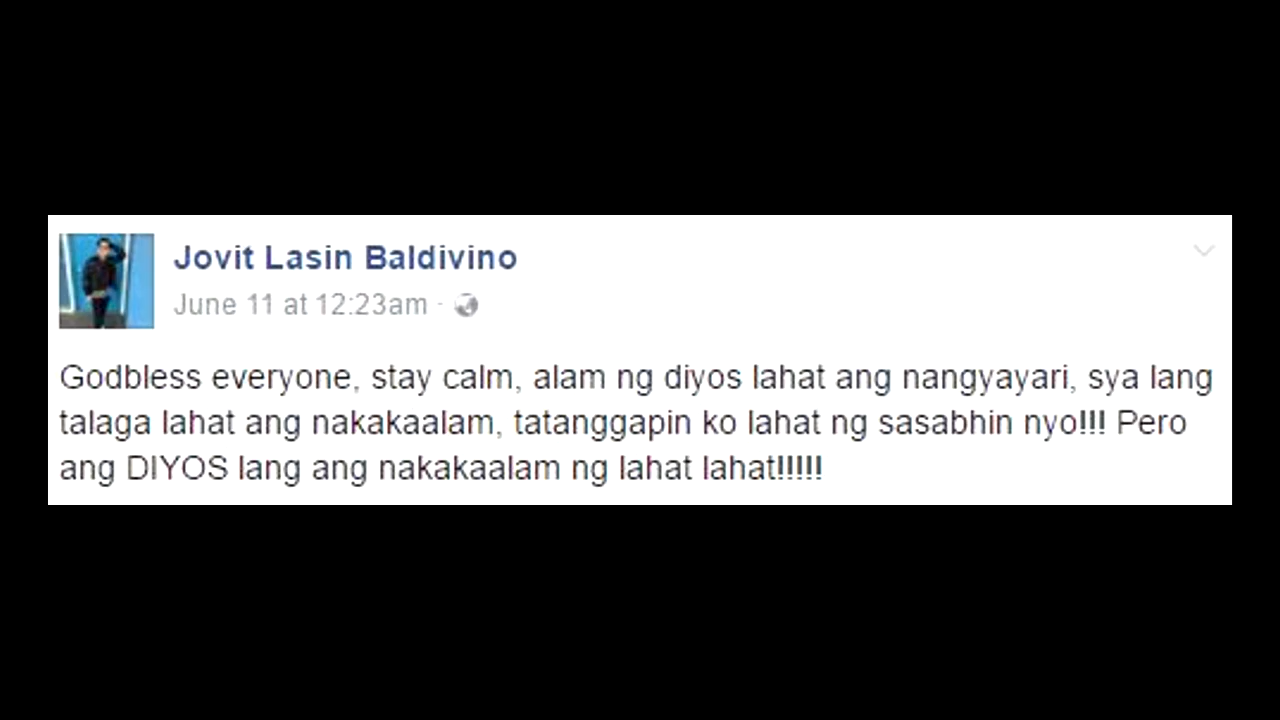 Jovit Lasin Baldivino
June 11 at 12:23am ·
Godbless everyone, stay calm, alam ng diyos lahat ang nangyayari, sya lang
talaga lahat ang nakakaalam, tatanggapin ko lahat ng sasabhin nyo!!! Pero
ang DIYOS lang ang nakakaalam ng lahat lahat!!!!!